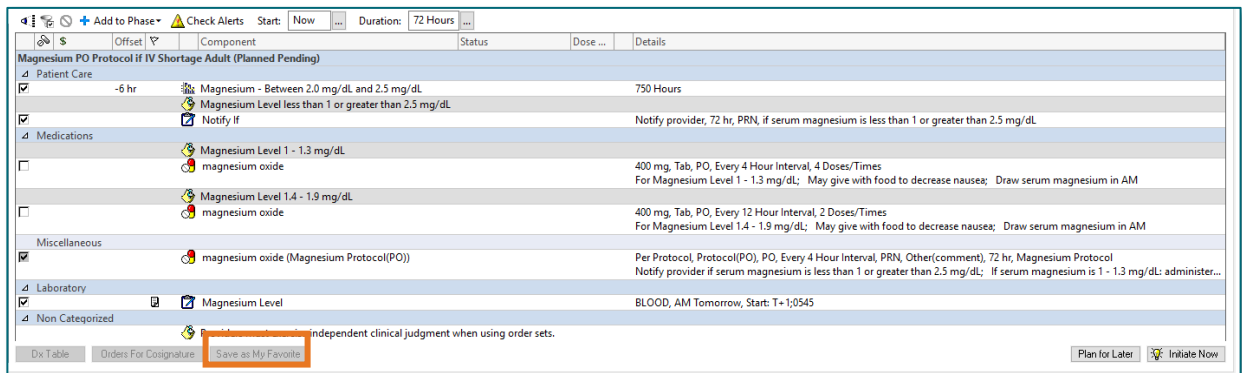 Add to Phase Check Alerts Start: Now ... Duration: 72 Hours ...
$ Offset Component Status Dose ... Details
Magnesium PO Protocol if IV Shortage Adult (Planned Pending)
Patient Care
-6 hr Magnesium - Between 2.0 mg/dL and 2.5 mg/dL 750 Hours
Magnesium Level less than 1 or greater than 2.5 mg/dL
Notify If Notify provider, 72 hr, PRN, if serum magnesium is less than 1 or greater than 2.5 mg/dL
Medications
Magnesium Level 1 - 1.3 mg/dL
magnesium oxide 400 mg, Tab, PO, Every 4 Hour Interval, 4 Doses/Times
For Magnesium Level 1 - 1.3 mg/dL; May give with food to decrease nausea; Draw serum magnesium in AM
Magnesium Level 1.4 - 1.9 mg/dL
magnesium oxide 400 mg, Tab, PO, Every 12 Hour Interval, 2 Doses/Times
For Magnesium Level 1.4 - 1.9 mg/dL; May give with food to decrease nausea; Draw serum magnesium in AM
Miscellaneous
magnesium oxide (Magnesium Protocol(PO)) Per Protocol, Protocol(PO), PO, Every 4 Hour Interval, PRN, Other(comment), 72 hr, Magnesium Protocol
Notify provider if serum magnesium is less than 1 or greater than 2.5 mg/dL; If serum magnesium is 1 - 1.3 mg/dL: administer...
Laboratory
Magnesium Level BLOOD, AM Tomorrow, Start: T+1;0545
Non Categorized
independent clinical judgment when using order sets.
Dx Table Orders For Cosignature Save as My Favorite Plan for Later Initiate Now